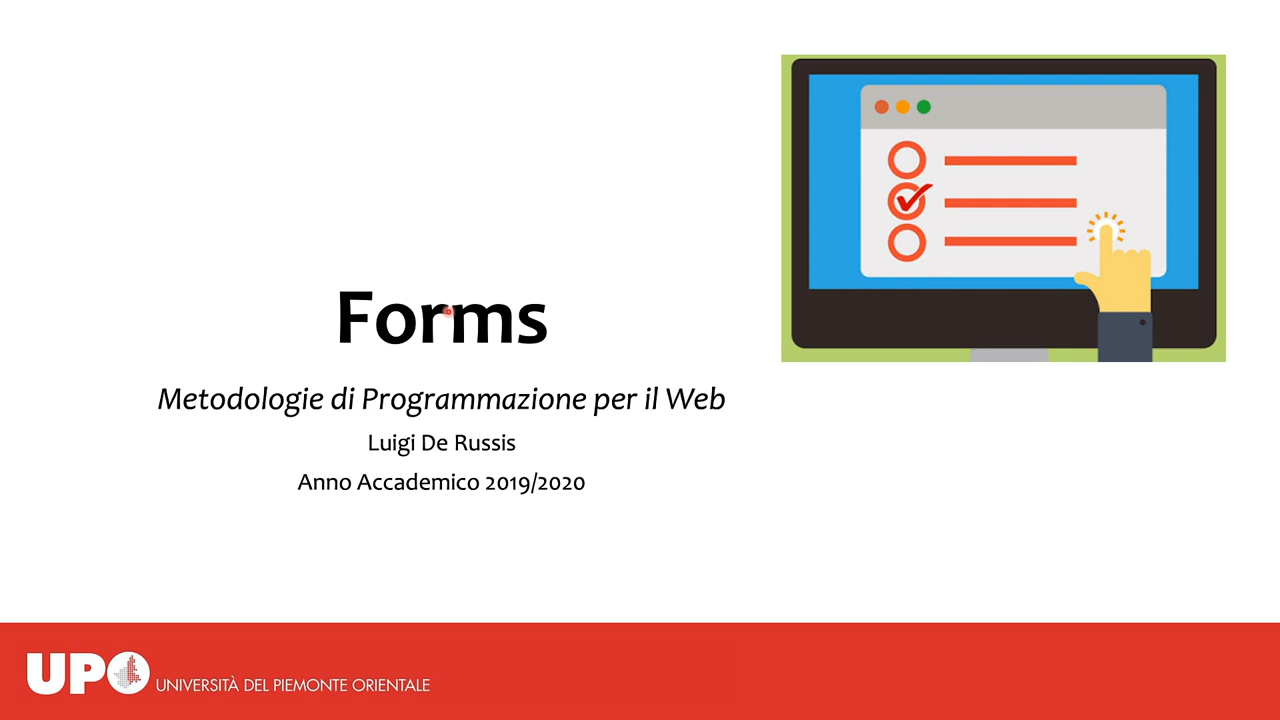 Forms
Metodologie di Programmazione per il Web
Luigi De Russis
Anno Accademico 2019/2020
UPO UNIVERSITÀ DEL PIEMONTE ORIENTALE